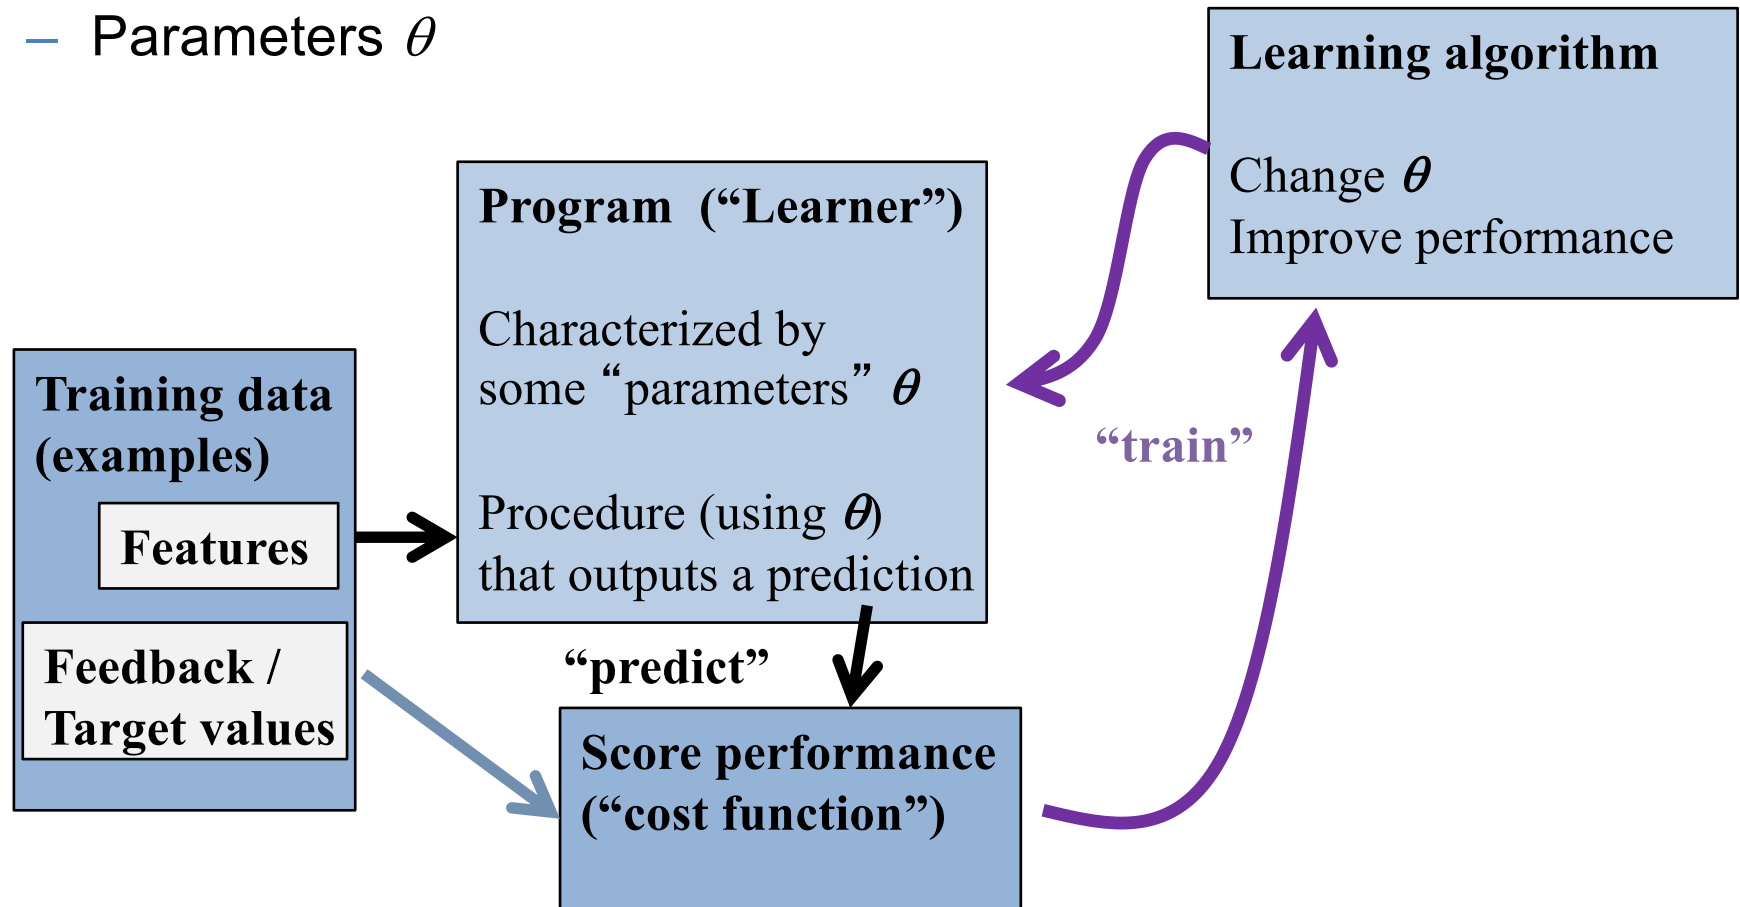 – Parameters θ
Learning algorithm
Change θ
Improve performance
Program (“Learner”)
Characterized by
some “parameters” θ
Procedure (using θ)
that outputs a prediction
Training data
(examples)
Features
Feedback /
Target values
“train”
“predict”
Score performance
(“cost function”)